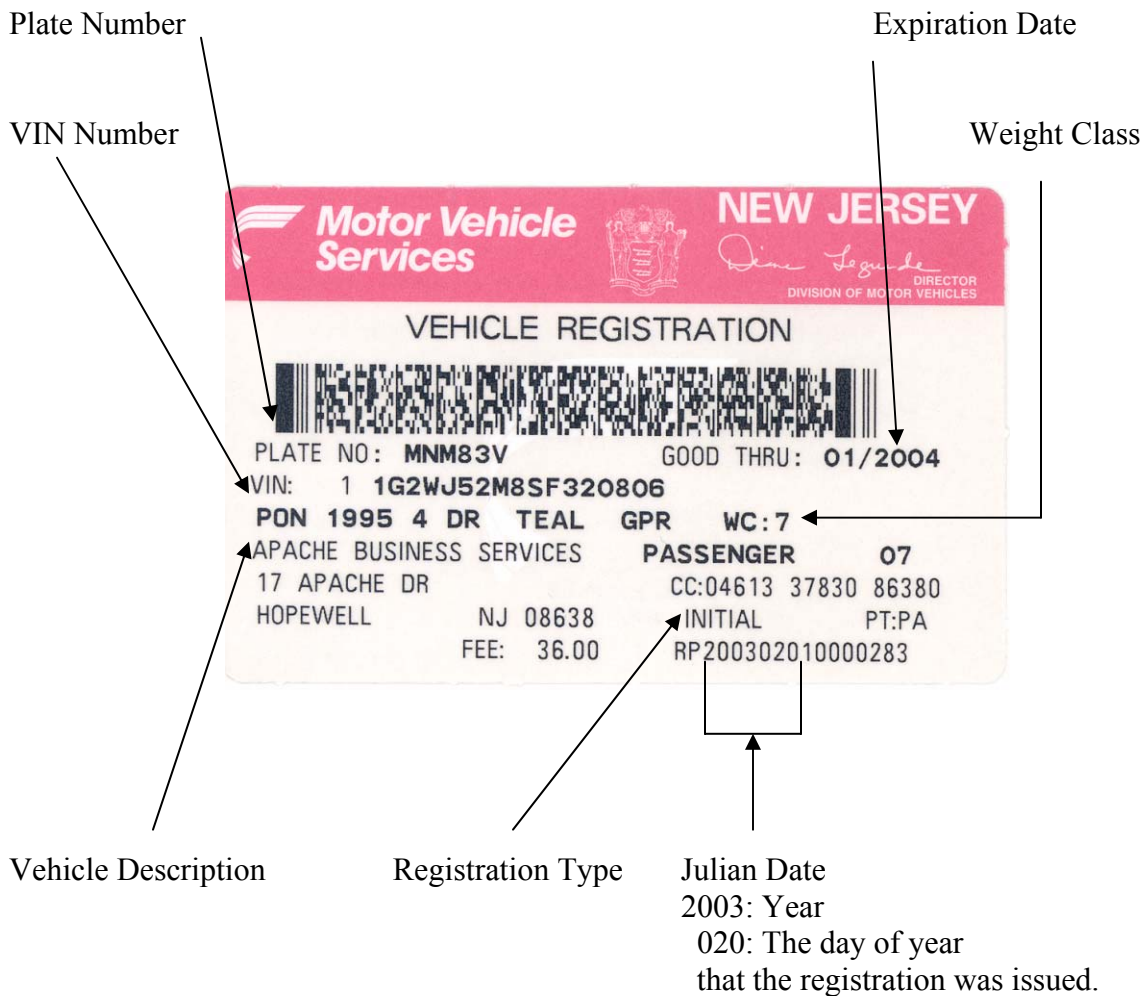 Plate Number
Expiration Date
VIN Number
Weight Class
Motor Vehicle
Services
NEW JERSEY
DIRECTOR
DIVISION OF MOTOR VEHICLES
VEHICLE REGISTRATION
PLATE NO: MNM83V GOOD THRU: 01/2004
VIN: 1 1G2WJ52M8SF320806
PON 1995 4 DR TEAL GPR WC:7
APACHE BUSINESS SERVICES PASSENGER 07
17 APACHE DR CC:04613 37830 86380
HOPEWELL NJ 08638 INITIAL PT:PA
FEE: 36.00 RP200302010000283
Vehicle Description
Registration Type
Julian Date
2003: Year
020: The day of year
that the registration was issued.